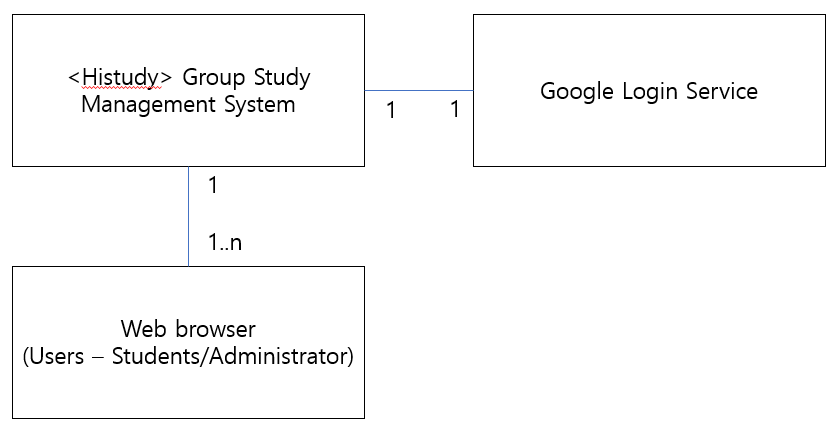 <Histudy> Group Study
Management System
Google Login Service
1
1
1
1..n
Web browser
(Users – Students/Administrator)